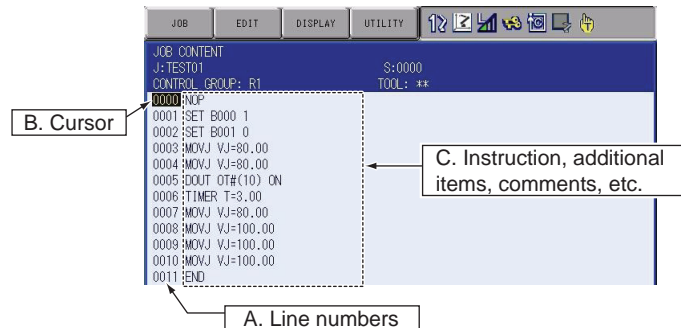 JOB EDIT DISPLAY UTILITY
JOB CONTENT
J:TEST01 S:0000
CONTROL GROUP: R1 TOOL: **
0000 NOP
0001 SET B000 1
0002 SET B001 0
0003 MOVJ VJ=80.00
0004 MOVJ VJ=80.00
0005 DOUT OT#(10) ON
0006 TIMER T=3.00
0007 MOVJ VJ=80.00
0008 MOVJ VJ=100.00
0009 MOVJ VJ=100.00
0010 MOVJ VJ=100.00
0011 END
B. Cursor
C. Instruction, additional
items, comments, etc.
A. Line numbers